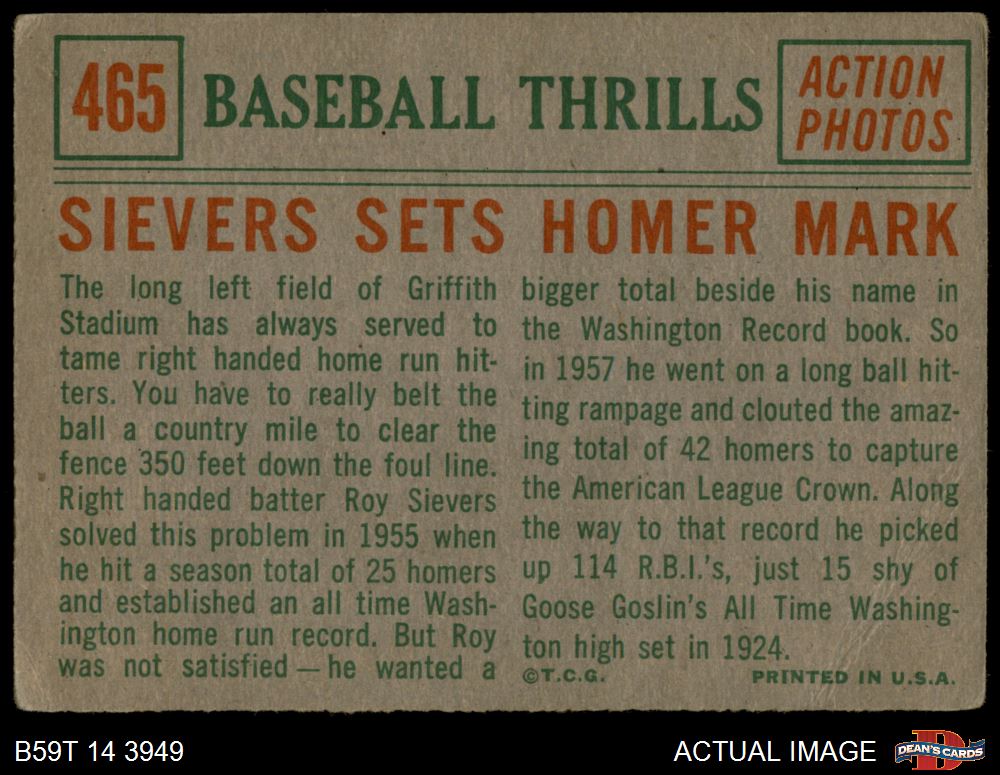 465
BASEBALL THRILLS
ACTION
PHOTOS
SIEVERS SETS HOMER MARK
The long left field of Griffith
Stadium has always served to
tame right handed home run hit-
ters. You have to really belt the
ball a country mile to clear the
fence 350 feet down the foul line.
Right handed batter Roy Sievers
solved this problem in 1955 when
he hit a season total of 25 homers
and established an all time Wash-
ington home run record. But Roy
was not satisfied — he wanted a
bigger total beside his name in
the Washington Record book. So
in 1957 he went on a long ball hit-
ting rampage and clouted the amaz-
ing total of 42 homers to capture
the American League Crown. Along
the way to that record he picked
up 114 R.B.I.'s, just 15 shy of
Goose Goslin's All Time Washing-
ton high set in 1924.
©T.C.G. PRINTED IN U.S.A.
B59T 14 3949
ACTUAL IMAGE
D
DEAN'S CARDS